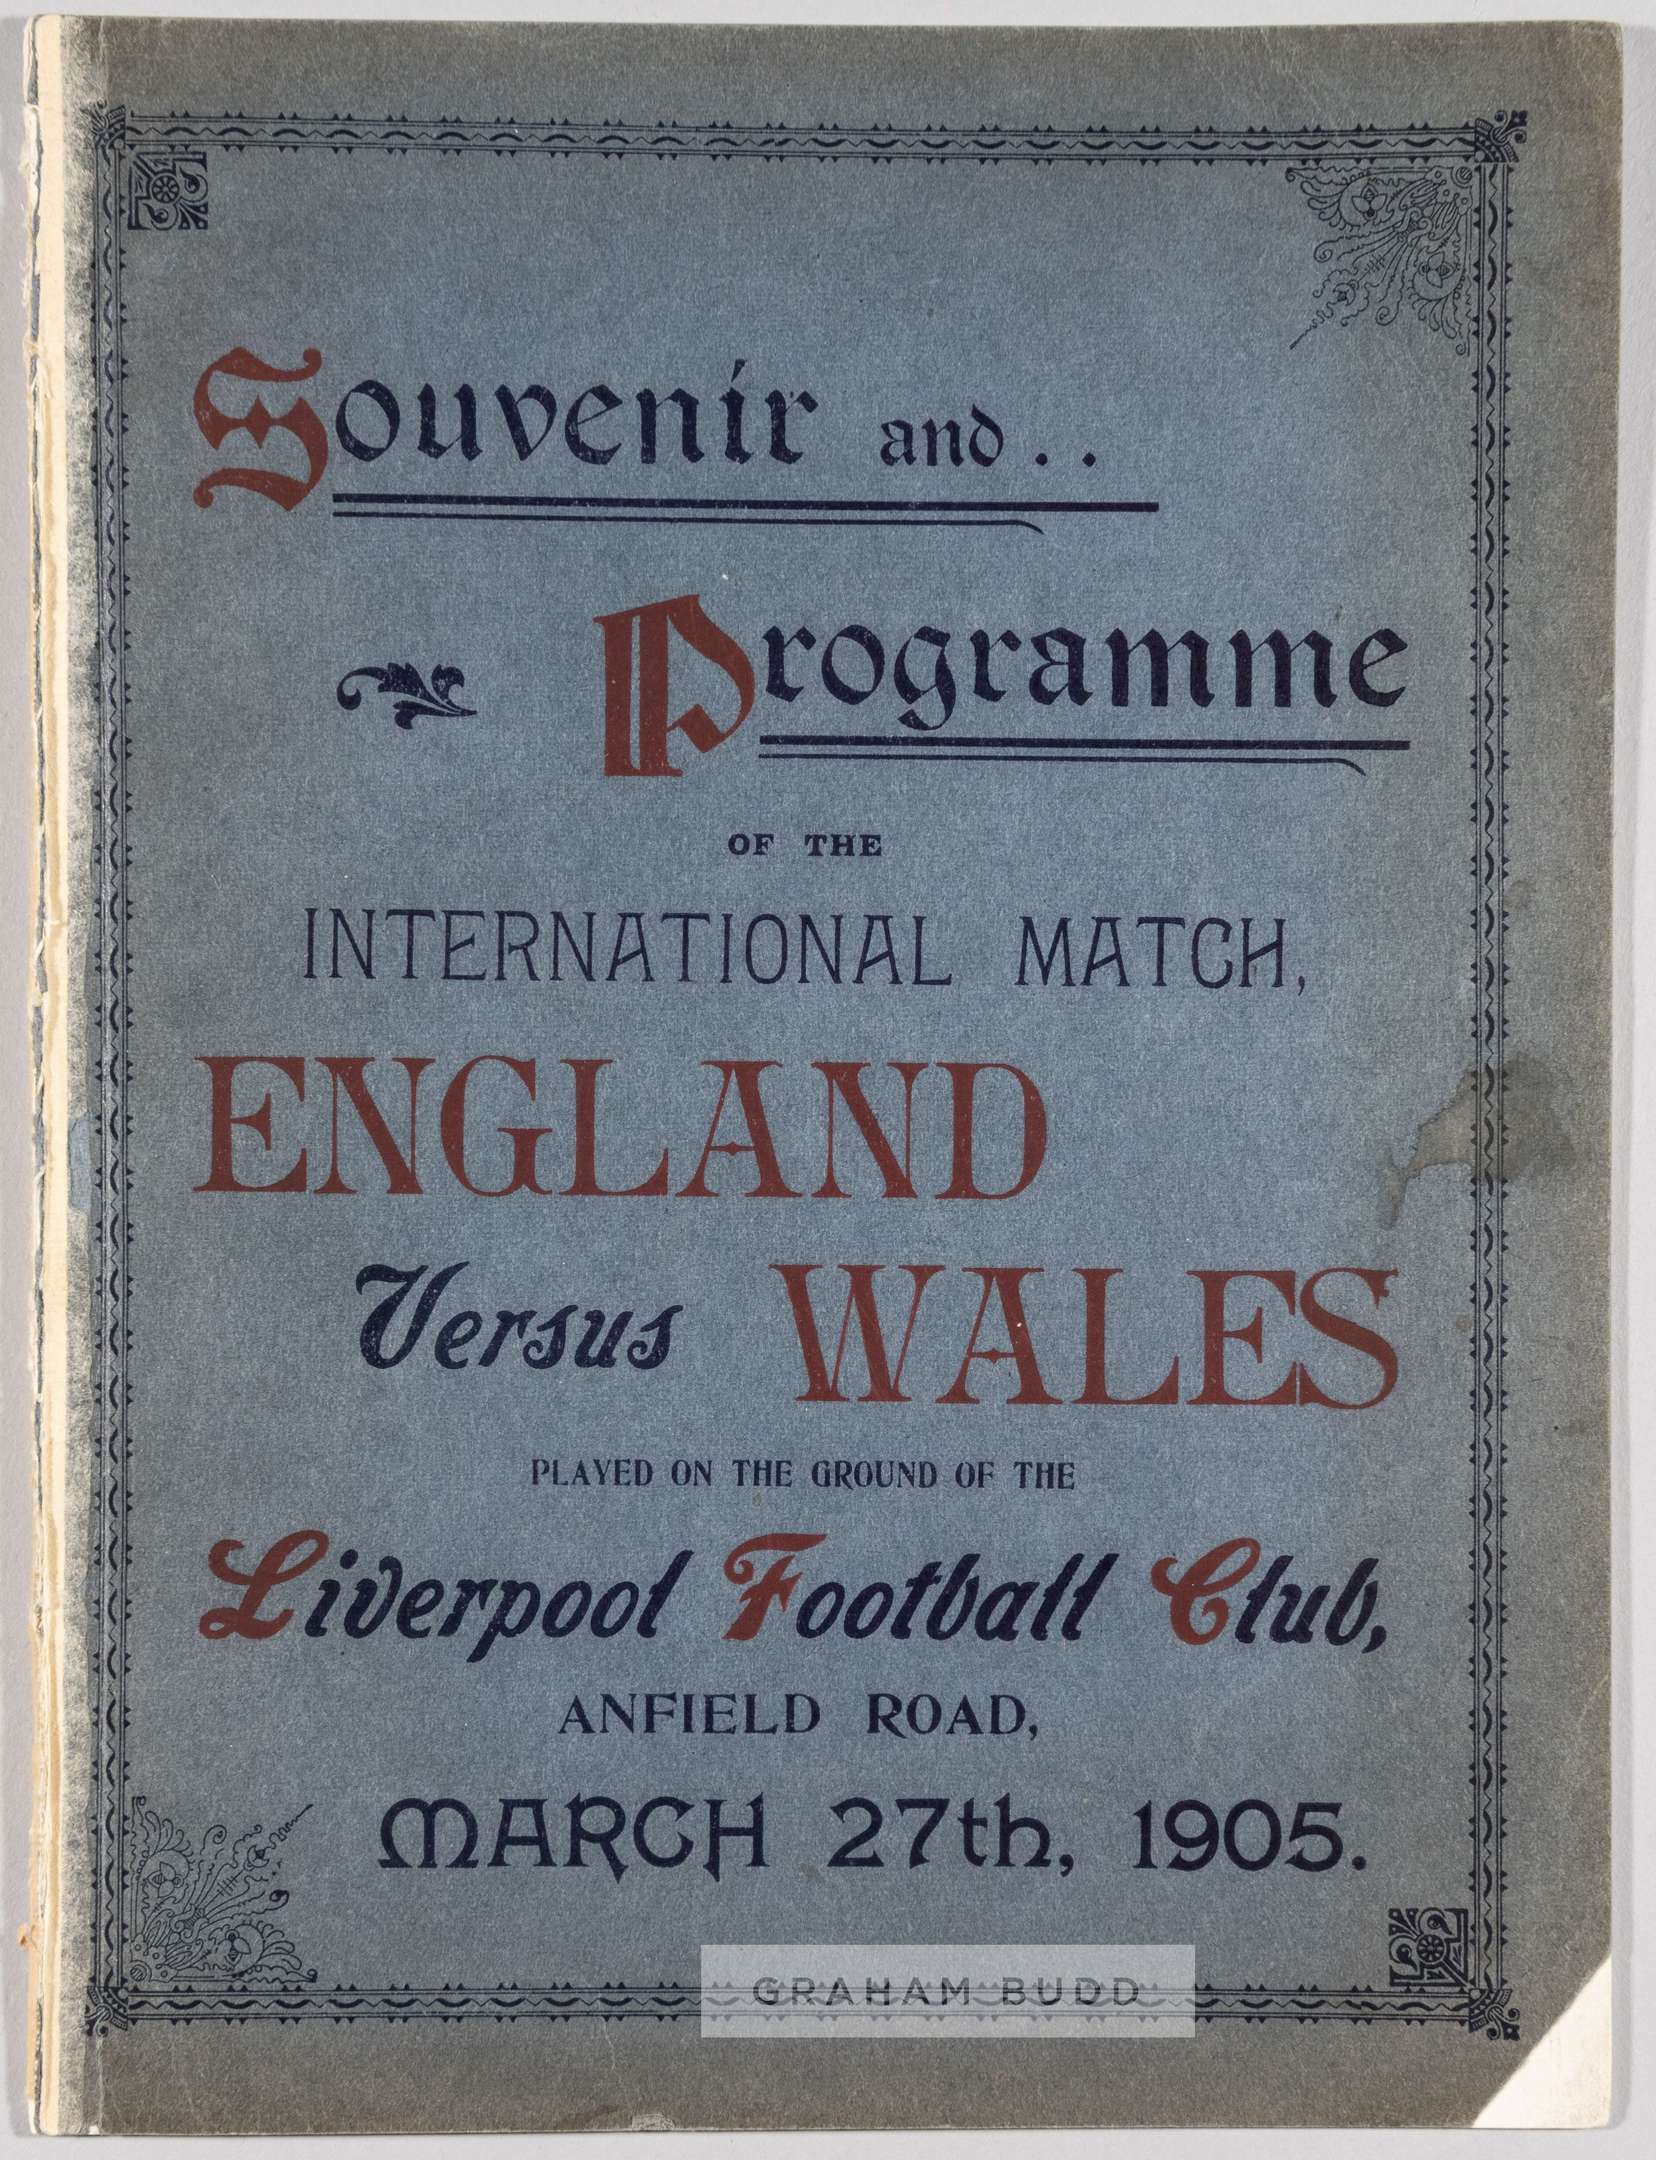 Souvenir and . .
Programme
OF THE
INTERNATIONAL MATCH,
ENGLAND
Versus WALES
PLAYED ON THE GROUND OF THE
Liverpool Football Club,
ANFIELD ROAD,
MARCH 27th, 1905.
GRAHAM BUDD